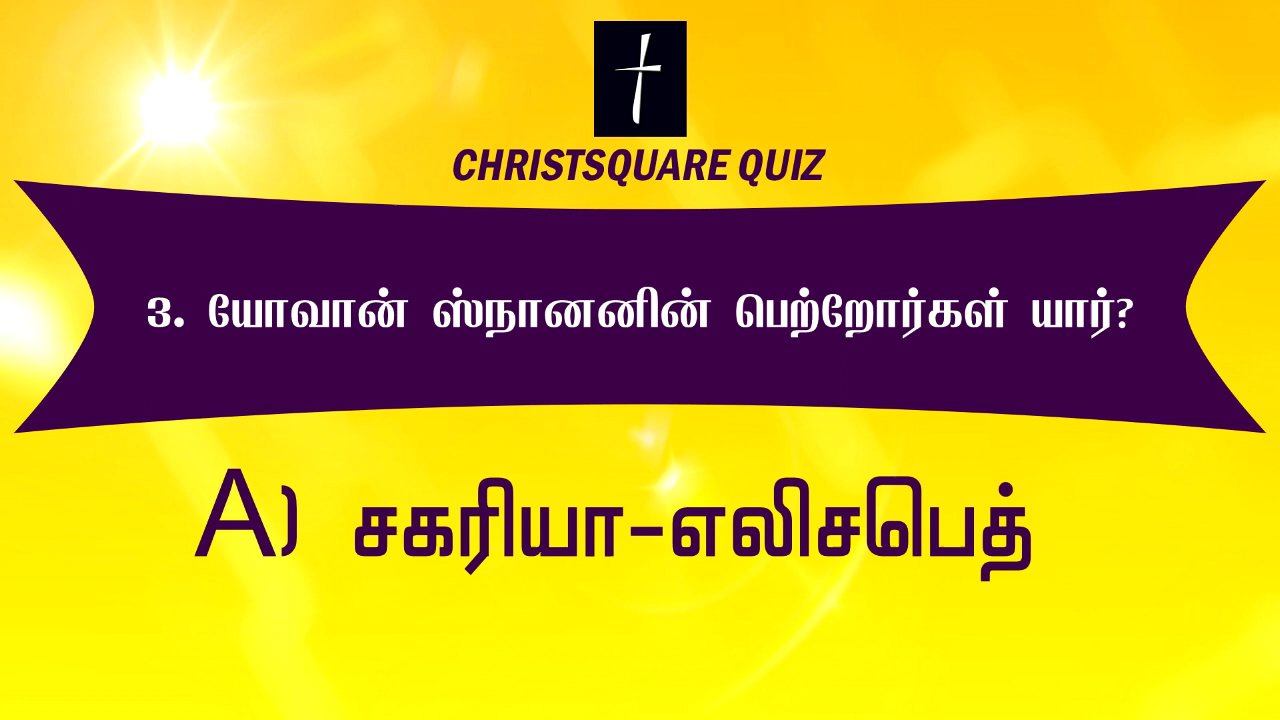 CHRISTSQUARE QUIZ
3. யோவான் ஸ்நானனின் பெற்றோர்கள் யார்?
A) சகரியா-எலிசபெத்